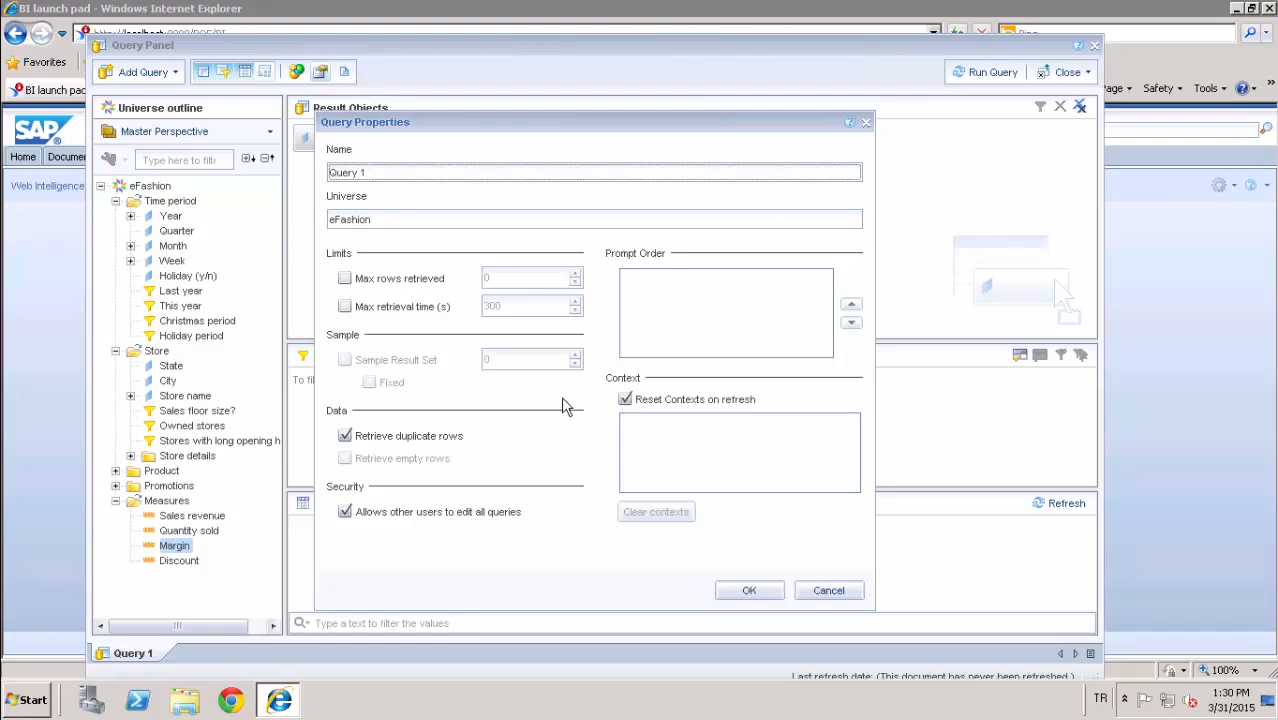 BI launch pad - Windows Internet Explorer
Favorites
BI launch pad
Page
Safety
Tools
SAP
Home
Docume
Web Intelligence
Query Panel
Add Query
Run Query
Close
Universe outline
Master Perspective
Type here to filte
eFashion
Time period
Year
Quarter
Month
Week
Holiday (y/n)
Last year
This year
Christmas period
Holiday period
Store
State
City
Store name
Sales floor size?
Owned stores
Stores with long opening h
Store details
Product
Promotions
Measures
Sales revenue
Quantity sold
Margin
Discount
Result Objects
To fil
Refresh
Type a text to filter the values
Query Properties
Name
Query 1
Universe
eFashion
Limits
Max rows retrieved 0
Max retrieval time (s) 300
Sample
Sample Result Set 0
Fixed
Data
Retrieve duplicate rows
Retrieve empty rows
Security
Allows other users to edit all queries
Prompt Order
Context
Reset Contexts on refresh
Clear contexts
OK
Cancel
Query 1
Last refresh date: (This document has never been refreshed.)
100%
Start
TR
1:30 PM
3/31/2015